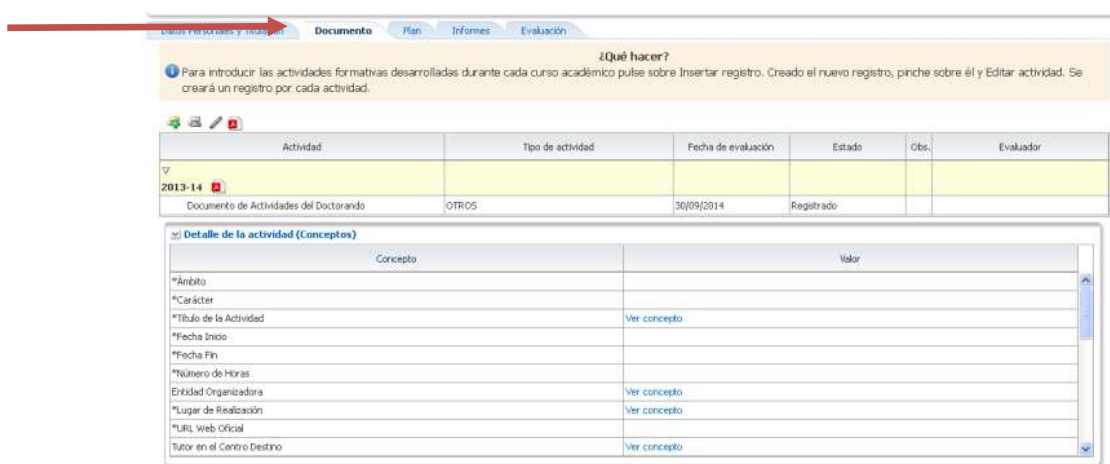 Datos Personales y Titulación Documento Plan Informes Evaluación
¿Qué hacer?
Para introducir las actividades formativas desarrolladas durante cada curso académico pulse sobre Insertar registro. Creado el nuevo registro, pinche sobre él y Editar actividad. Se
creará un registro por cada actividad.
Actividad Tipo de actividad Fecha de evaluación Estado Obs. Evaluador
2013-14
Documento de Actividades del Doctorando OTROS 30/09/2014 Registrado
Detalle de la actividad (Conceptos)
Concepto Valor
*Ámbito
*Carácter
*Título de la Actividad Ver concepto
*Fecha Inicio
*Fecha Fin
*Número de Horas
Entidad Organizadora Ver concepto
*Lugar de Realización Ver concepto
*URL Web Oficial
Tutor en el Centro Destino Ver concepto